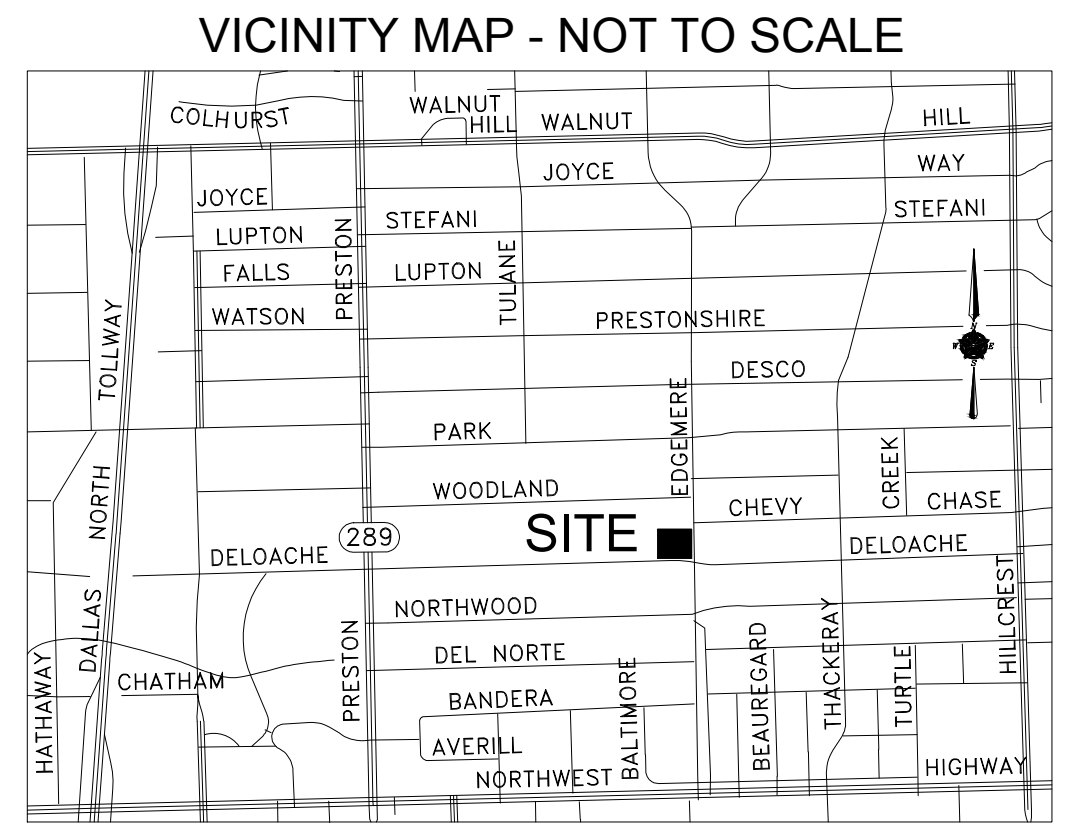 VICINITY MAP - NOT TO SCALE
COLHURST
WALNUT
HILL
WALNUT
HILL
JOYCE
WAY
JOYCE
STEFANI
STEFANI
LUPTON
PRESTON
TULANE
FALLS
LUPTON
WATSON
PRESTONSHIRE
N
W
E
S
TOLLWAY
DESCO
EDGEMERE
PARK
CREEK
NORTH
WOODLAND
CHEVY
CHASE
SITE
289
DELOACHE
DELOACHE
DALLAS
NORTHWOOD
HILLCREST
THACKERAY
PRESTON
DEL NORTE
BEAUREGARD
TURTLE
HATHAWAY
CHATHAM
BALTIMORE
BANDERA
AVERILL
NORTHWEST
HIGHWAY